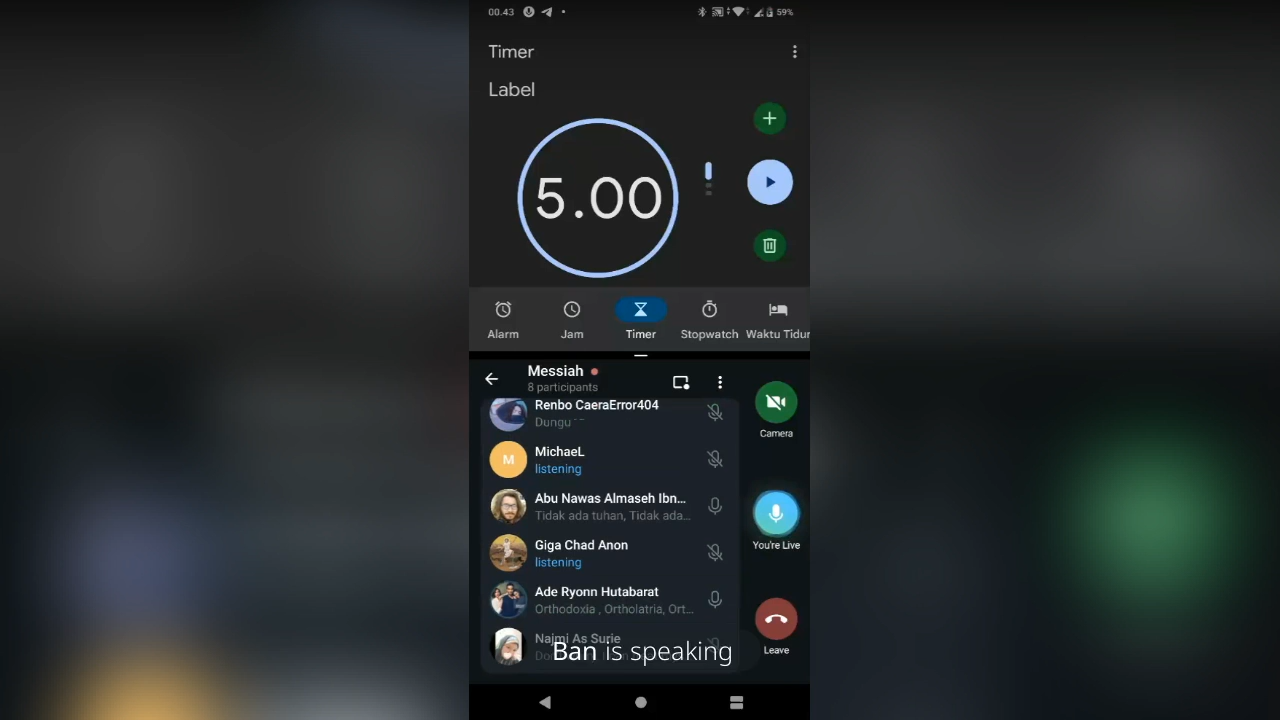 00.43
59%
Timer
Label
5.00
Alarm
Jam
Timer
Stopwatch
Waktu Tidur
Messiah
8 participants
Renbo CaeraError404
Dungu
Camera
MichaeL
M
listening
Abu Nawas Almaseh Ibn...
Tidak ada tuhan, Tidak ada...
You're Live
Giga Chad Anon
listening
Ade Ryonn Hutabarat
Orthodoxia , Ortholatria, Ort...
Najmi As Surie
Ban is speaking
Leave